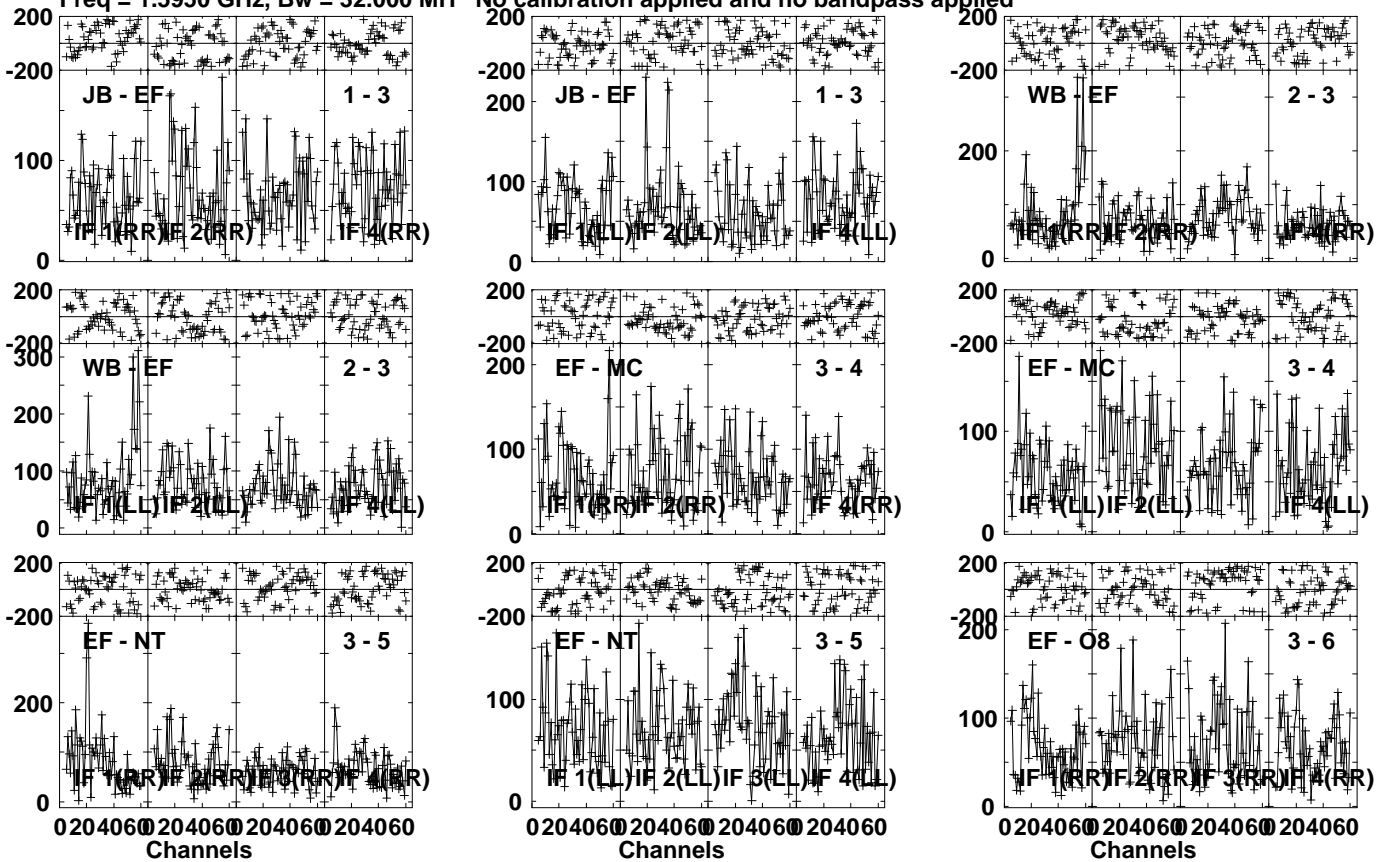 Freq = 1.5950 GHz, Bw = 32.000 MH No calibration applied and no bandpass applied
200 200 200
-200 -200 -200
JB - EF 1 - 3 JB - EF 1 - 3 WB - EF 2 - 3
200 200
100 100
IF 1(RR) IF 2(RR) IF 4(RR) IF 1(LL) IF 2(LL) IF 4(LL) IF 1(RR) IF 2(RR) IF 4(RR)
0 0 0
200 200 200
-200 -200 -200
300
WB - EF 2 - 3 EF - MC 3 - 4 EF - MC 3 - 4
200 200
100 100 100
IF 1(LL) IF 2(LL) IF 4(LL) IF 1(RR) IF 2(RR) IF 4(RR) IF 1(LL) IF 2(LL) IF 4(LL)
0 0 0
200 200 200
-200 -200 -200
EF - NT 3 - 5 EF - NT 3 - 5 EF - O8 3 - 6
200 200
100 100
IF 1(RR) IF 2(RR) IF 3(RR) IF 4(RR) IF 1(LL) IF 2(LL) IF 3(LL) IF 4(LL) IF 1(RR) IF 2(RR) IF 3(RR) IF 4(RR)
0 0 0
0 20 40 60 0 20 40 60 0 20 40 60 0 20 40 60 0 20 40 60 0 20 40 60 0 20 40 60 0 20 40 60 0 20 40 60 0 20 40 60 0 20 40 60 0 20 40 60
Channels Channels Channels